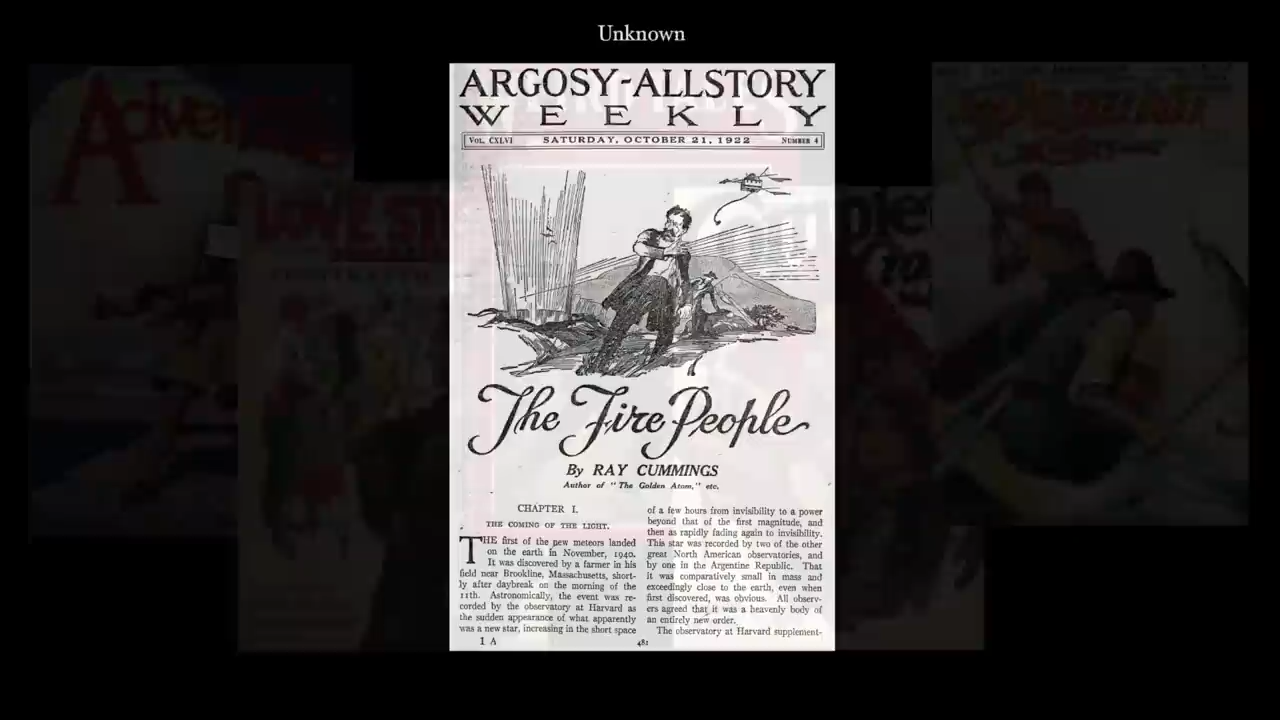 Unknown
ARGOSY-ALLSTORY
WEEKLY
VOL. CXLVI SATURDAY, OCTOBER 21, 1922 NUMBER 4
The Fire People
By RAY CUMMINGS
Author of "The Golden Atom," etc.
CHAPTER I.
THE COMING OF THE LIGHT.
THE first of the new meteors landed
on the earth in November, 1940.
It was discovered by a farmer in his
field near Brookline, Massachusetts, short-
ly after daybreak on the morning of the
11th. Astronomically, the event was re-
corded by the observatory at Harvard as
the sudden appearance of what apparently
was a new star, increasing in the short space
1 A
of a few hours from invisibility to a power
beyond that of the first magnitude, and
then as rapidly fading again to invisibility.
This star was recorded by two of the other
great North American observatories, and
by one in the Argentine Republic. That
it was comparatively small in mass and
exceedingly close to the earth, even when
first discovered, was obvious. All observ-
ers agreed that it was a heavenly body of
an entirely new order.
The observatory at Harvard supplement-
481
Adve
LOVE ST